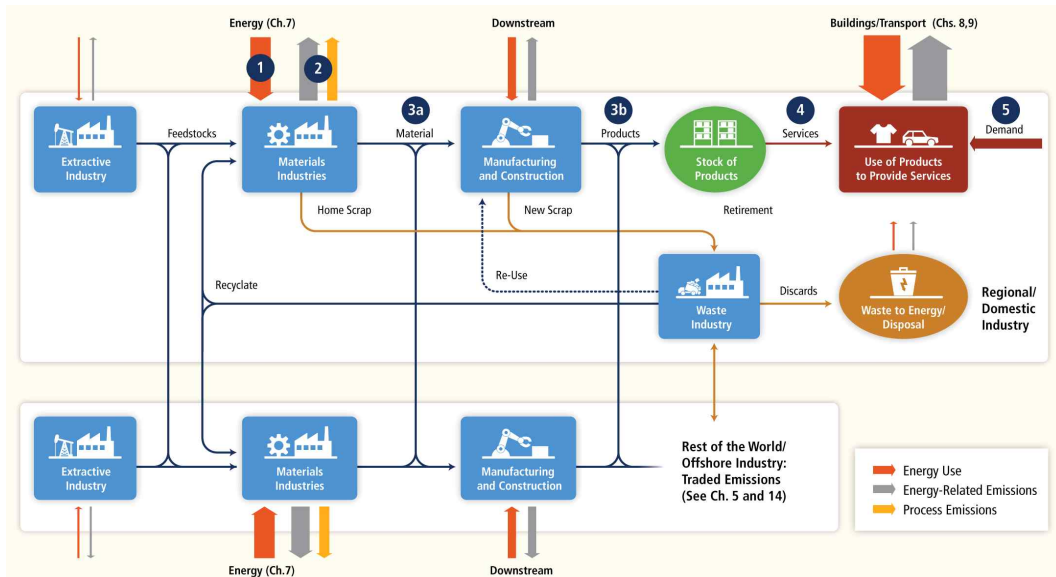 Energy (Ch.7)
Downstream
Buildings/Transport (Chs. 8,9)
1
2
3a
3b
4
5
Feedstocks
Material
Products
Services
Demand
Extractive
Industry
Materials
Industries
Manufacturing
and Construction
Stock of
Products
Use of Products
to Provide Services
Home Scrap
New Scrap
Retirement
Re-Use
Recyclate
Discards
Waste
Industry
Waste to Energy/
Disposal
Regional/
Domestic
Industry
Extractive
Industry
Materials
Industries
Manufacturing
and Construction
Rest of the World/
Offshore Industry:
Traded Emissions
(See Ch. 5 and 14)
Energy Use
Energy-Related Emissions
Process Emissions
Energy (Ch.7)
Downstream